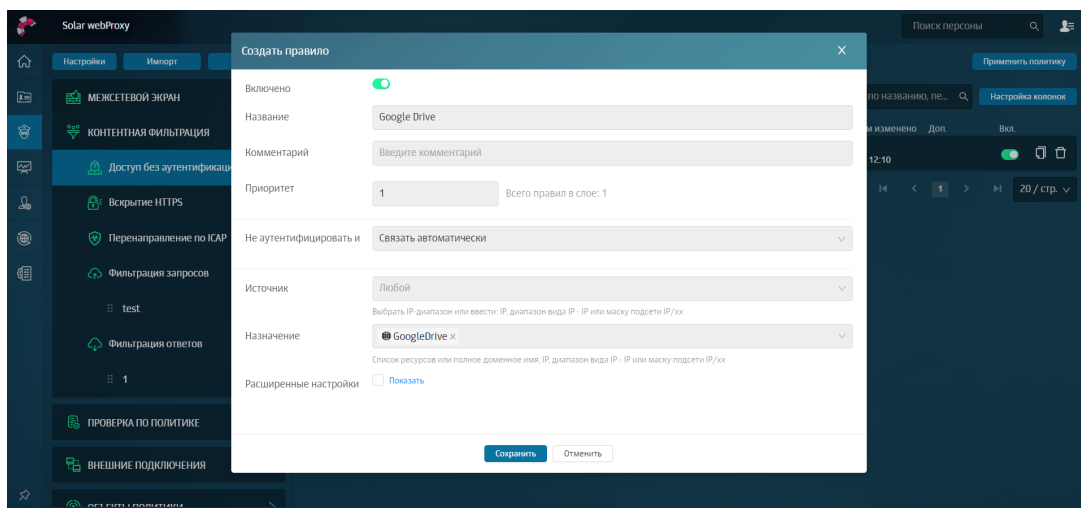 Solar webProxy
Поиск персоны
Настройки
Импорт
Создать правило
X
Применить политику
МЕЖСЕТЕВОЙ ЭКРАН
Включено
по названию, пе...
Настройка колонок
Название
Google Drive
КОНТЕНТНАЯ ФИЛЬТРАЦИЯ
изменено
Доп.
Вкл.
Комментарий
Введите комментарий
Доступ без аутентификаци
12:10
Приоритет
1
Всего правил в слое: 1
1
20 / стр.
Вскрытие HTTPS
Перенаправление по ICAP
Не аутентифицировать и
Связать автоматически
Фильтрация запросов
Источник
Любой
test
Выбрать IP-диапазон или ввести: IP, диапазон вида IP - IP или маску подсети IP/xx
Назначение
GoogleDrive ×
Фильтрация ответов
Список ресурсов или полное доменное имя, IP, диапазон вида IP - IP или маску подсети IP/xx
1
Расширенные настройки
Показать
ПРОВЕРКА ПО ПОЛИТИКЕ
Сохранить
Отменить
ВНЕШНИЕ ПОДКЛЮЧЕНИЯ
ОБЪЕКТЫ ПОЛИТИКИ